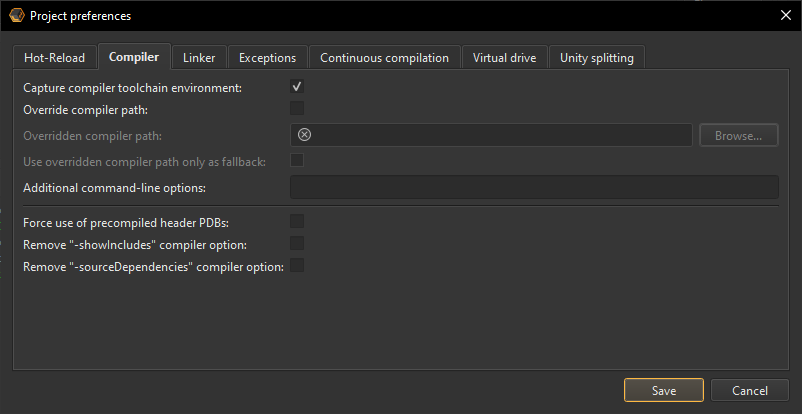 Project preferences
Hot-Reload Compiler Linker Exceptions Continuous compilation Virtual drive Unity splitting
Capture compiler toolchain environment:
Override compiler path:
Overridden compiler path: Browse...
Use overridden compiler path only as fallback:
Additional command-line options:
Force use of precompiled header PDBs:
Remove "-showIncludes" compiler option:
Remove "-sourceDependencies" compiler option:
Save Cancel